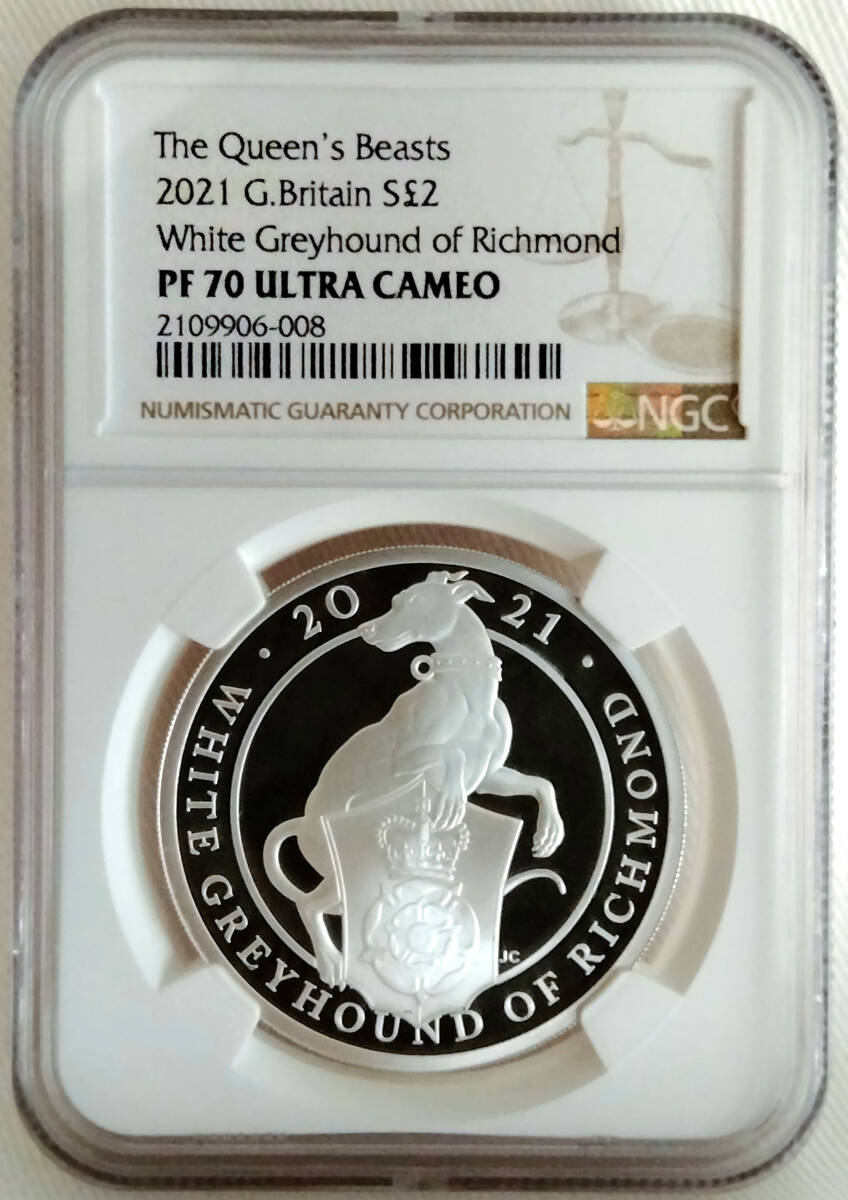 The Queen's Beasts
2021 G.Britain S£2
White Greyhound of Richmond
PF 70 ULTRA CAMEO
2109906-008
NUMISMATIC GUARANTY CORPORATION
NGC
2021
WHITE GREYHOUND OF RICHMOND
JC